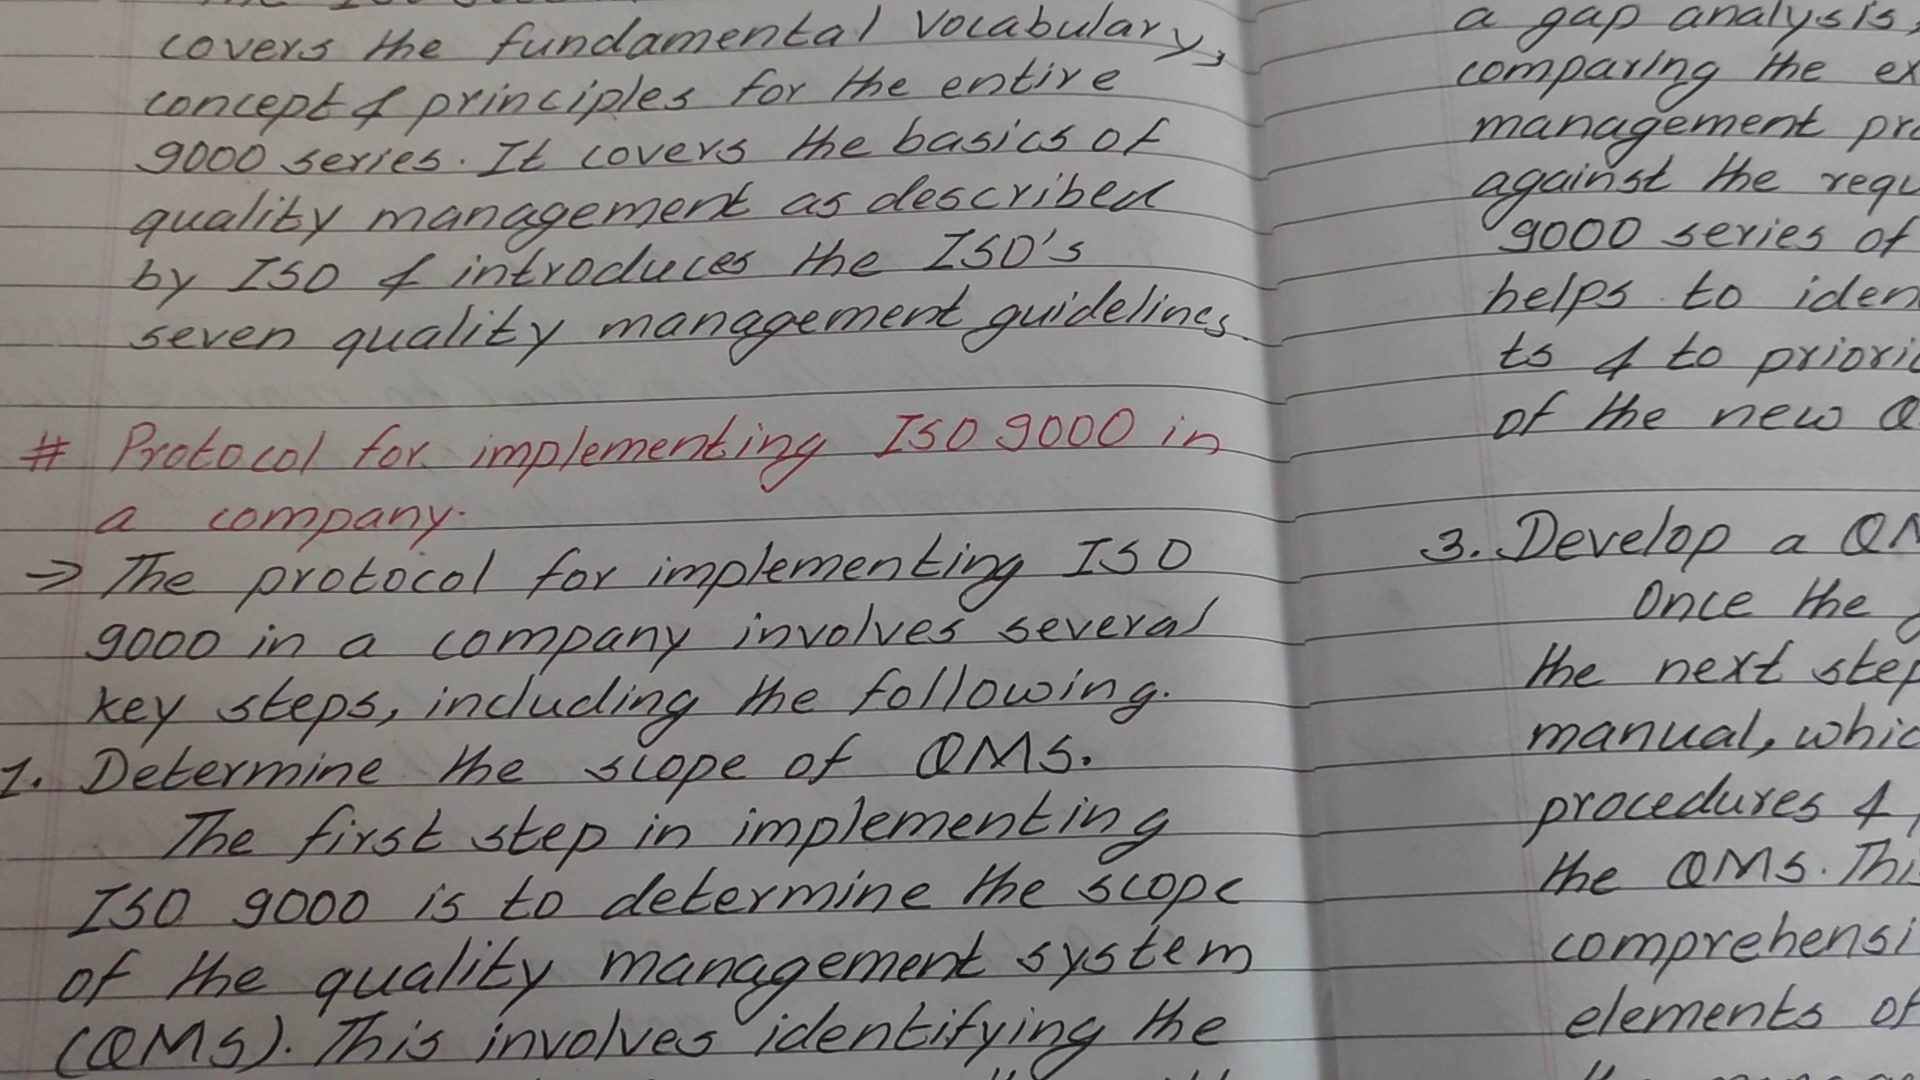 covers the fundamental vocabulary,
concept & principles for the entire
9000 series. It covers the basics of
quality management as described
by ISO & introduces the ISO's
seven quality management guidelines.
# Protocol for implementing ISO 9000 in
a company.
→ The protocol for implementing ISO
9000 in a company involves several
key steps, including the following.
1. Determine the scope of QMS.
The first step in implementing
ISO 9000 is to determine the scope
of the quality management system
(QMS). This involves identifying the
a gap analysis,
comparing the
management
against the
9000 series of
helps to
ts & to
of the new
3. Develop a
Once the
the next step
manual,
procedures &
the QMS.
elements of